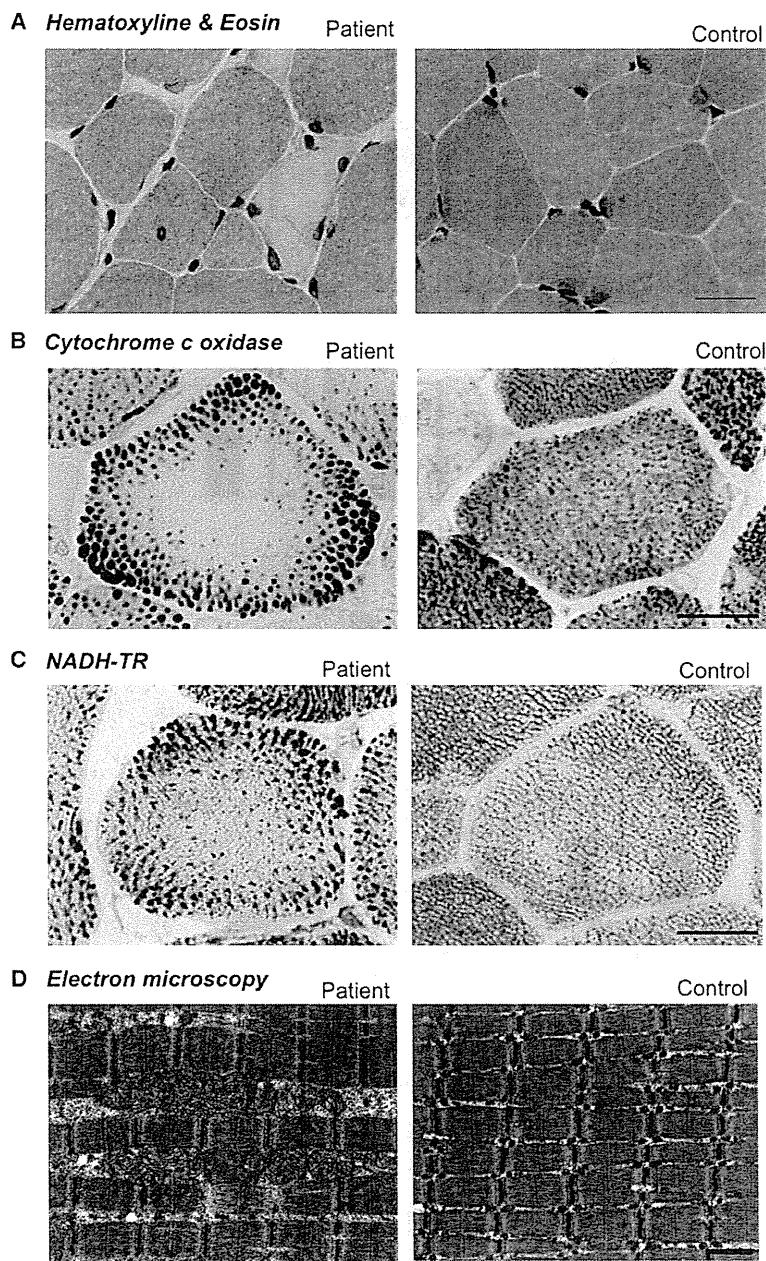 A Hematoxyline & Eosin
Patient
Control
B Cytochrome c oxidase
Patient
Control
C NADH-TR
Patient
Control
D Electron microscopy
Patient
Control